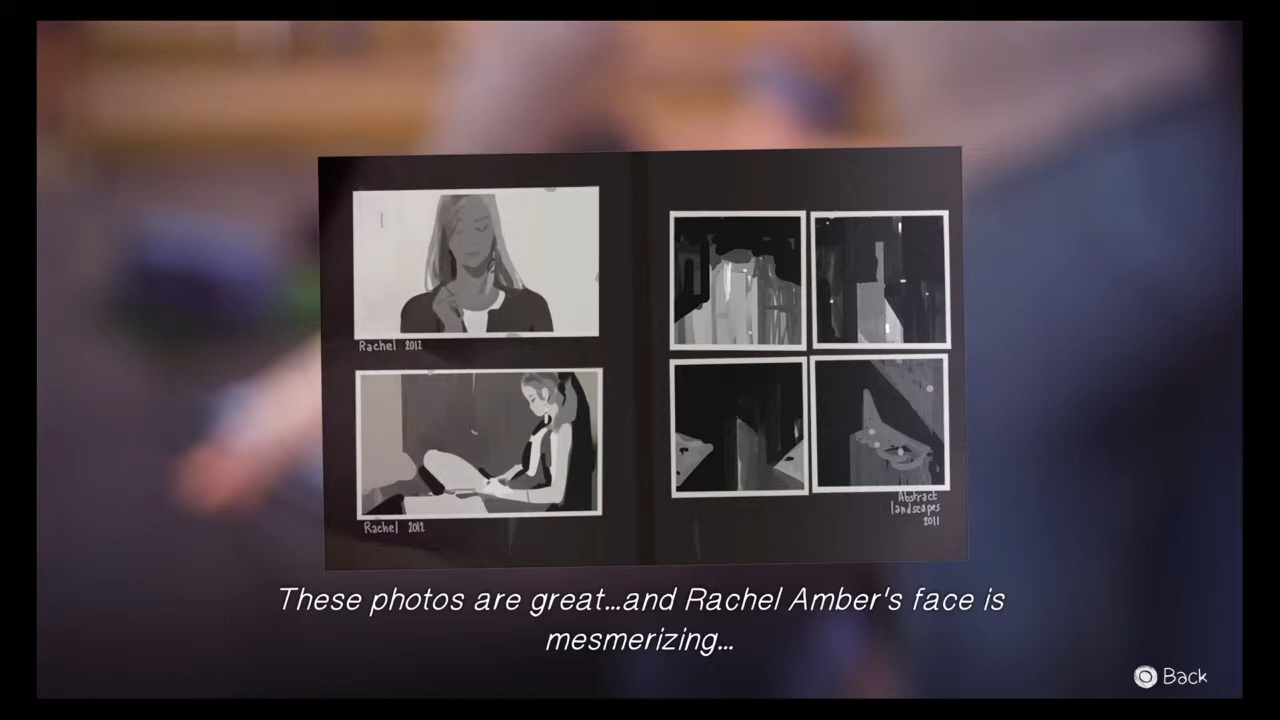 Rachel 2012
Rachel 2012
Abstract
landscapes
2011
These photos are great...and Rachel Amber's face is
mesmerizing...
Back